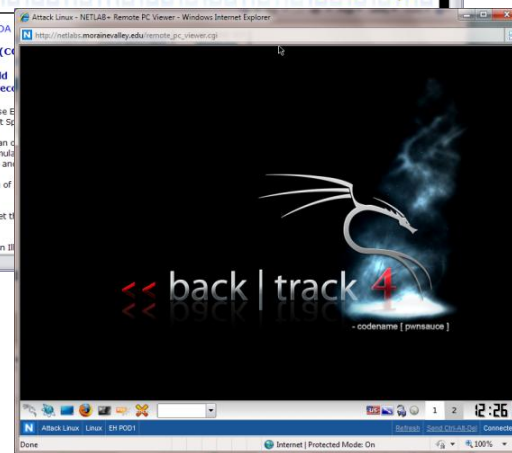 Attack Linux - NETLAB+ Remote PC Viewer - Windows Internet Explorer
http://netlabs.morainevalley.edu/remote_pc_viewer.cgi
<< back | track 4
- codename [ pwnsauce ]
US
1 2 12:26
N Attack Linux Linux EH POD1 Refresh Send Ctrl-Alt-Del
Done Internet | Protected Mode: On 100%